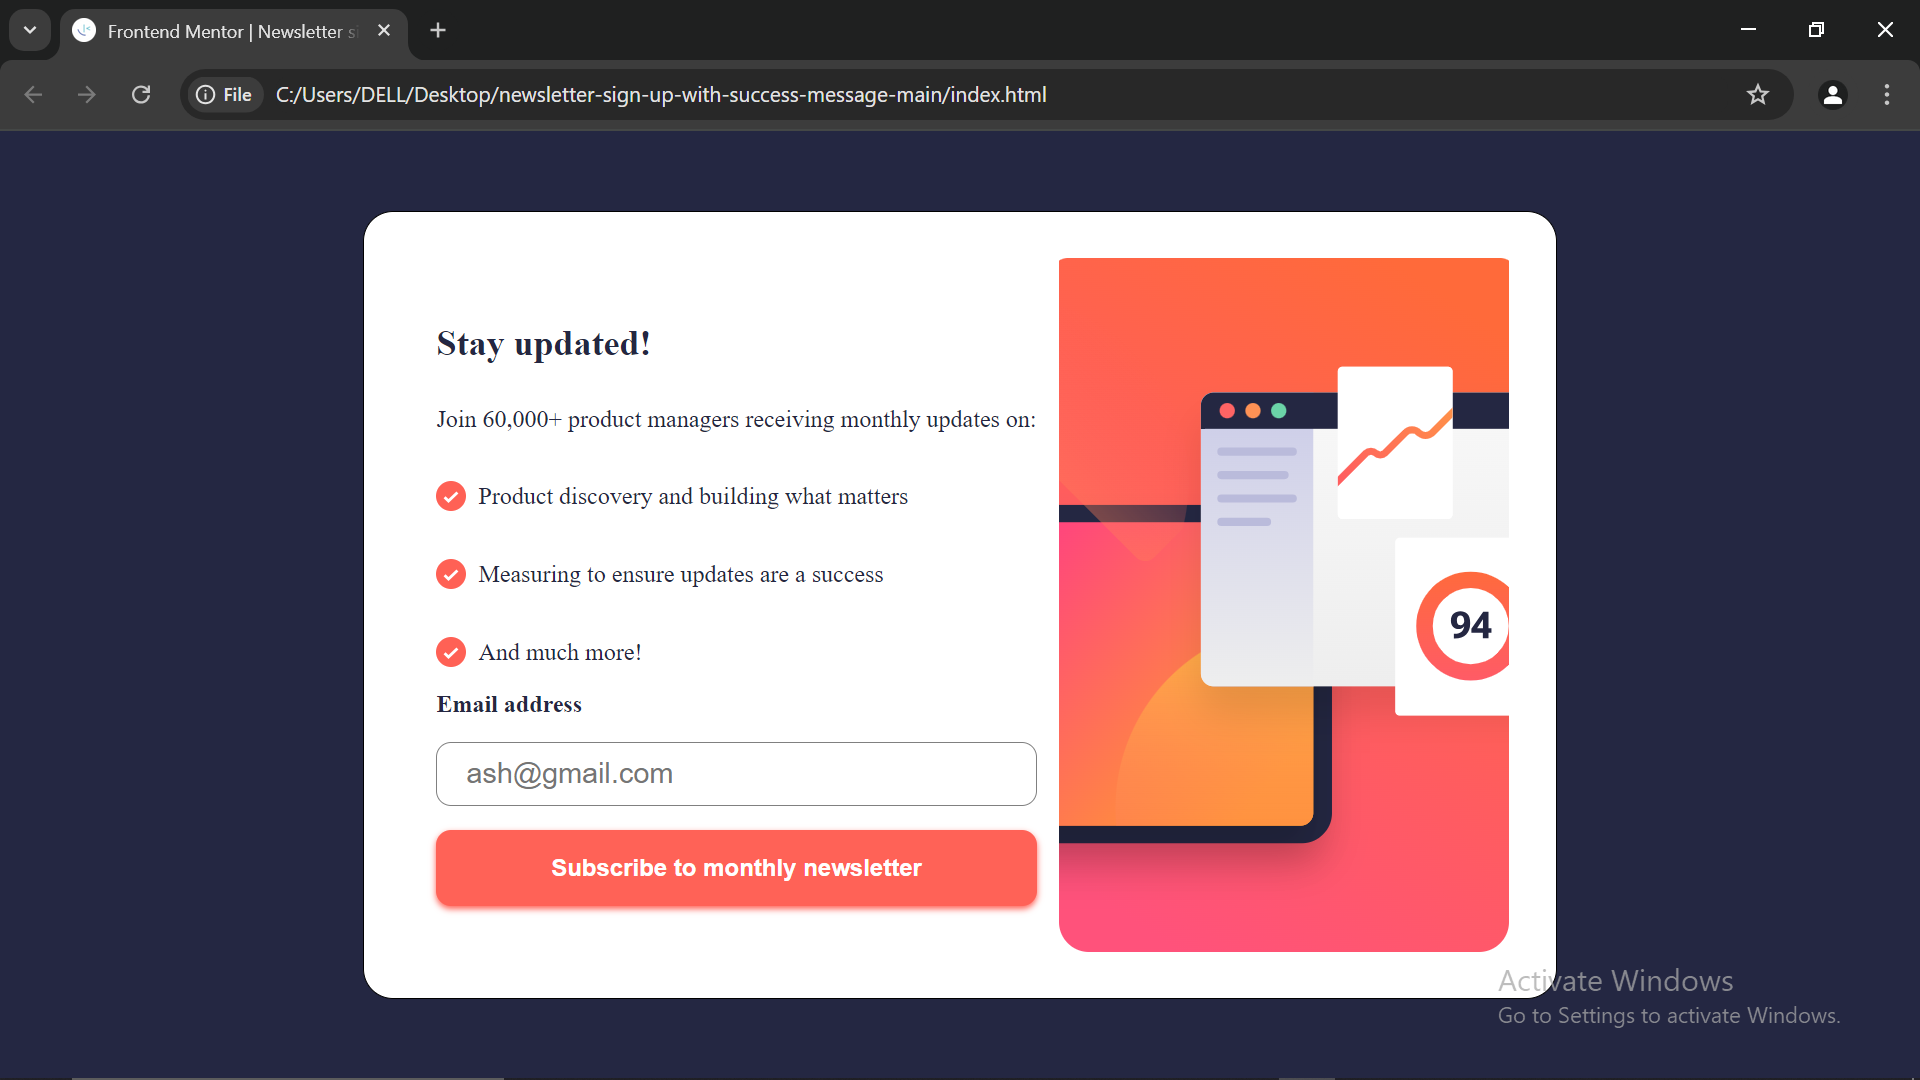 Frontend Mentor | Newsletter si
File
C:/Users/DELL/Desktop/newsletter-sign-up-with-success-message-main/index.html
Stay updated!
Join 60,000+ product managers receiving monthly updates on:
Product discovery and building what matters
Measuring to ensure updates are a success
And much more!
Email address
ash@gmail.com
Subscribe to monthly newsletter
94
Activate Windows
Go to Settings to activate Windows.